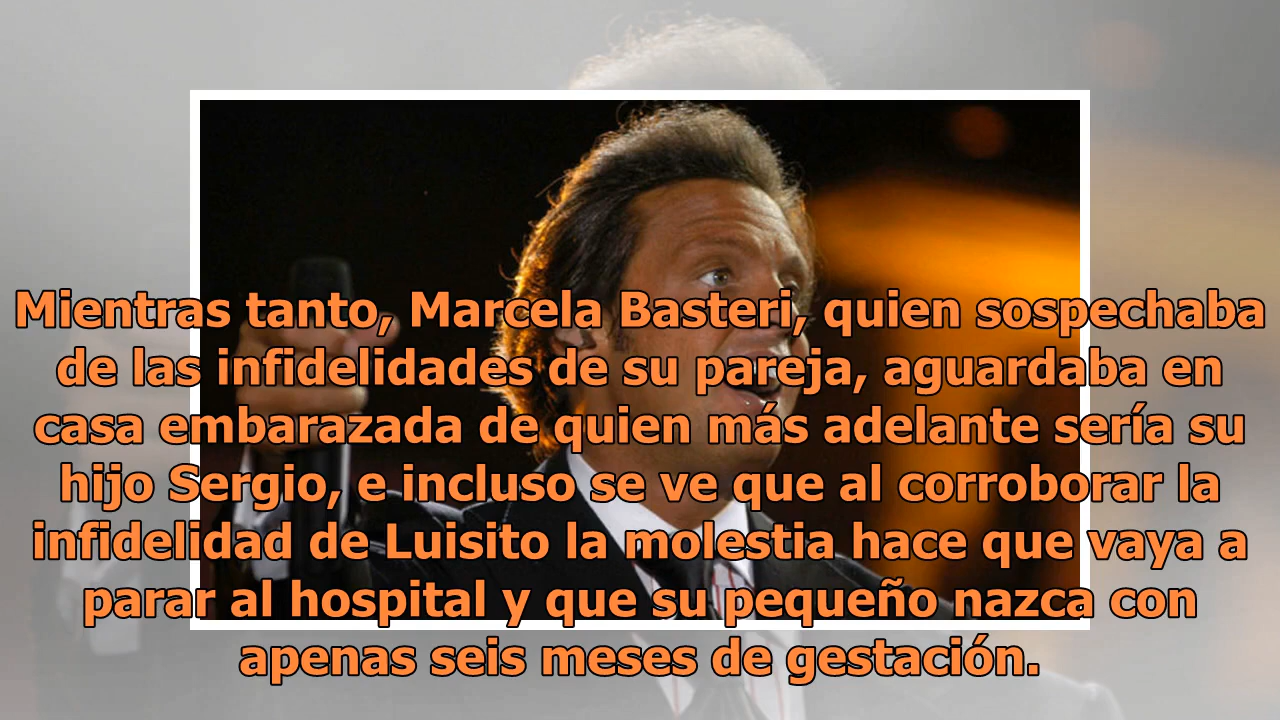 Mientras tanto, Marcela Basteri, quien sospechaba
de las infidelidades de su pareja, aguardaba en
casa embarazada de quien más adelante sería su
hijo Sergio, e incluso se ve que al corroborar la
infidelidad de Luisito la molestia hace que vaya a
parar al hospital y que su pequeño nazca con
apenas seis meses de gestación.